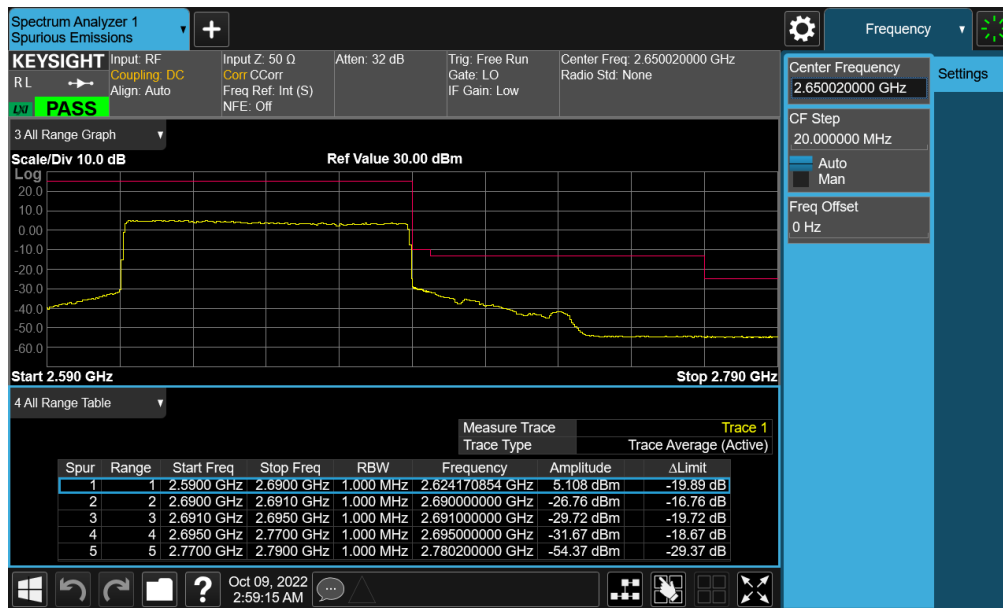 Spectrum Analyzer 1
Spurious Emissions
+
Frequency
KEYSIGHT
R L
LXI PASS
Input: RF
Coupling: DC
Align: Auto
Input Z: 50 Ω
Corr CCorr
Freq Ref: Int (S)
NFE: Off
Atten: 32 dB
Trig: Free Run
Gate: LO
IF Gain: Low
Center Freq: 2.650020000 GHz
Radio Std: None
Center Frequency
2.650020000 GHz
Settings
CF Step
20.000000 MHz
Auto
Man
Freq Offset
0 Hz
3 All Range Graph
Scale/Div 10.0 dB Ref Value 30.00 dBm
Log
20.0
10.0
0.00
-10.0
-20.0
-30.0
-40.0
-50.0
-60.0
Start 2.590 GHz Stop 2.790 GHz
4 All Range Table
Measure Trace Trace 1
Trace Type Trace Average (Active)
Spur Range Start Freq Stop Freq RBW Frequency Amplitude ΔLimit
1 1 2.5900 GHz 2.6900 GHz 1.000 MHz 2.624170854 GHz 5.108 dBm -19.89 dB
2 2 2.6900 GHz 2.6910 GHz 1.000 MHz 2.690000000 GHz -26.76 dBm -16.76 dB
3 3 2.6910 GHz 2.6950 GHz 1.000 MHz 2.691000000 GHz -29.72 dBm -19.72 dB
4 4 2.6950 GHz 2.7700 GHz 1.000 MHz 2.695000000 GHz -31.67 dBm -18.67 dB
5 5 2.7700 GHz 2.7900 GHz 1.000 MHz 2.780200000 GHz -54.37 dBm -29.37 dB
?
Oct 09, 2022
2:59:15 AM